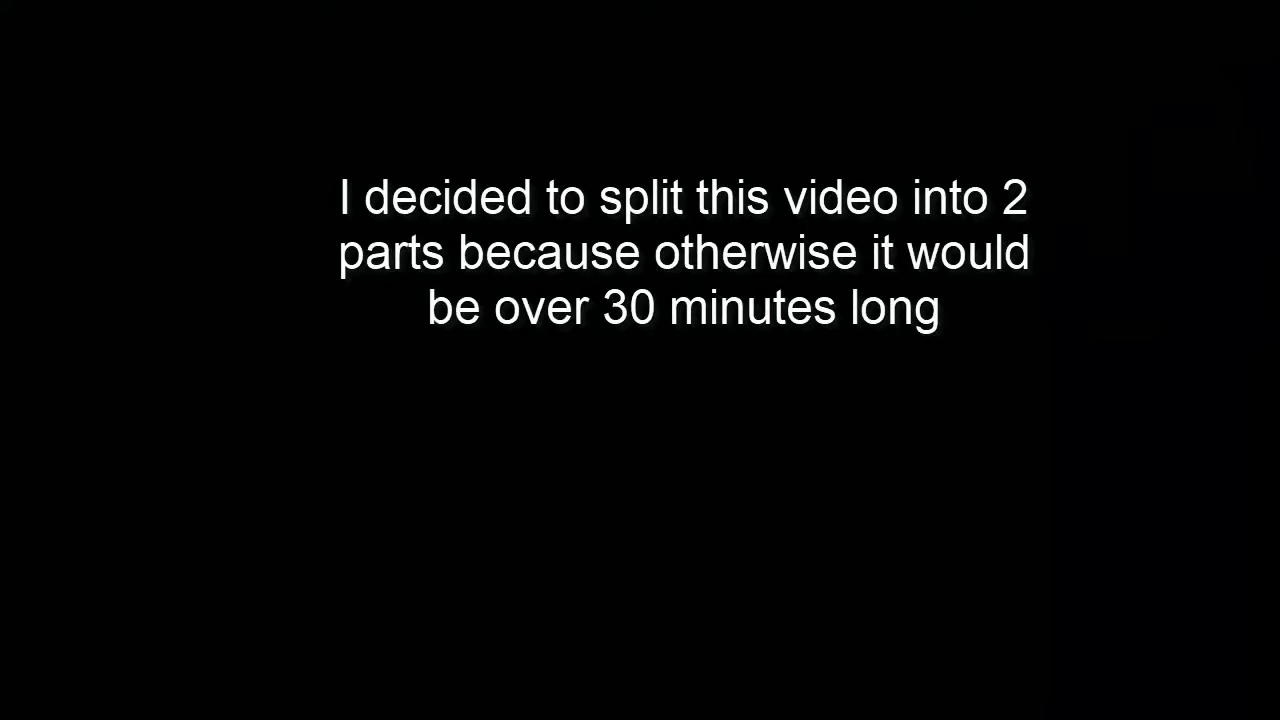 I decided to split this video into 2
parts because otherwise it would
be over 30 minutes long